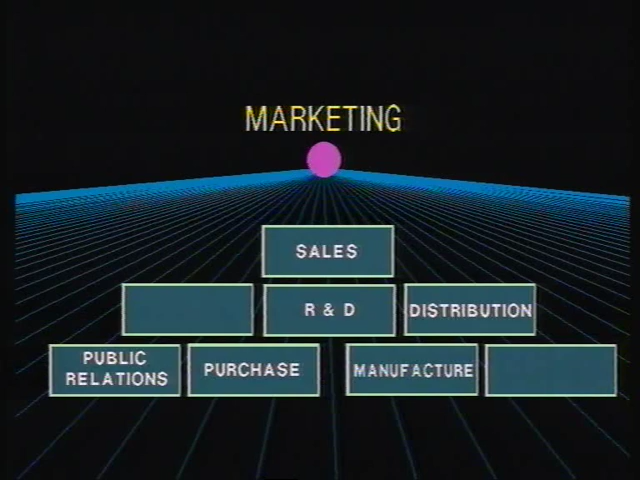 MARKETING
SALES
R & D
DISTRIBUTION
PUBLIC
RELATIONS
PURCHASE
MANUFACTURE